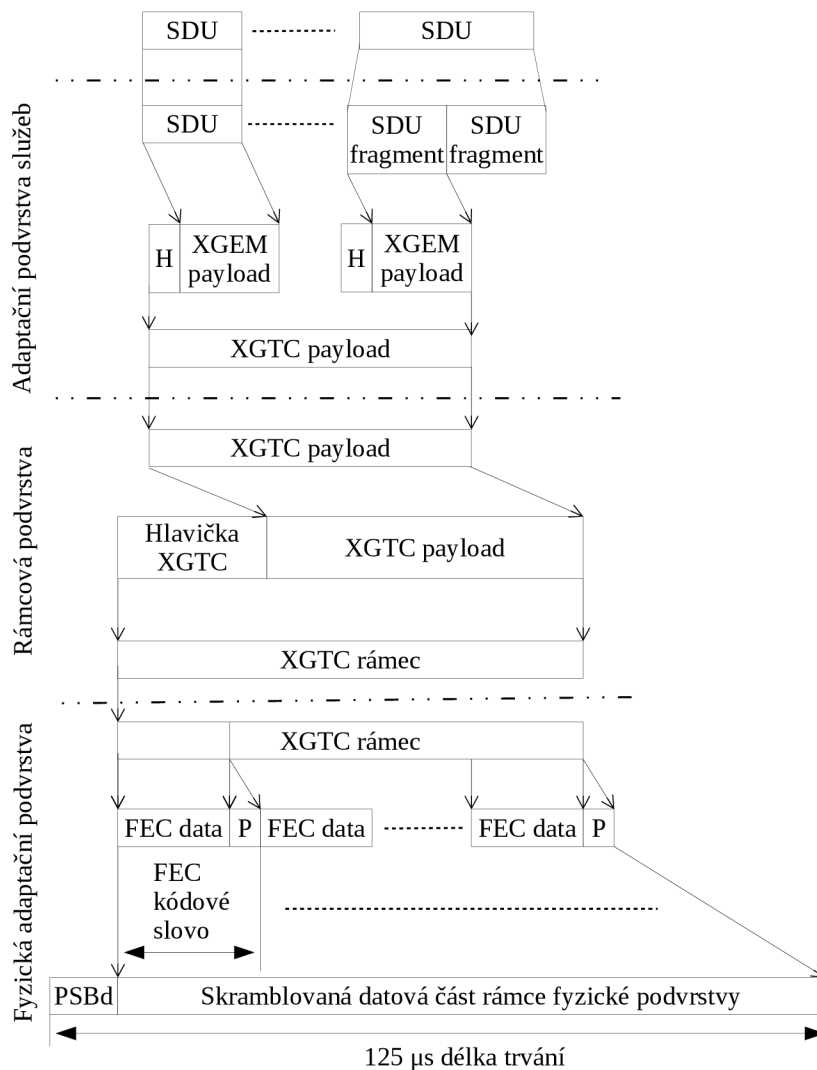 SDU
SDU
Adaptační podvrstva služeb
SDU
SDU
fragment
SDU
fragment
H
XGEM
payload
H
XGEM
payload
XGTC payload
Rámcová podvrstva
XGTC payload
Hlavička
XGTC
XGTC payload
XGTC rámec
Fyzická adaptační podvrstva
XGTC rámec
FEC data
P
FEC data
FEC data
P
FEC
kódové
slovo
PSBd
Skramblovaná datová část rámce fyzické podvrstvy
125 μs délka trvání